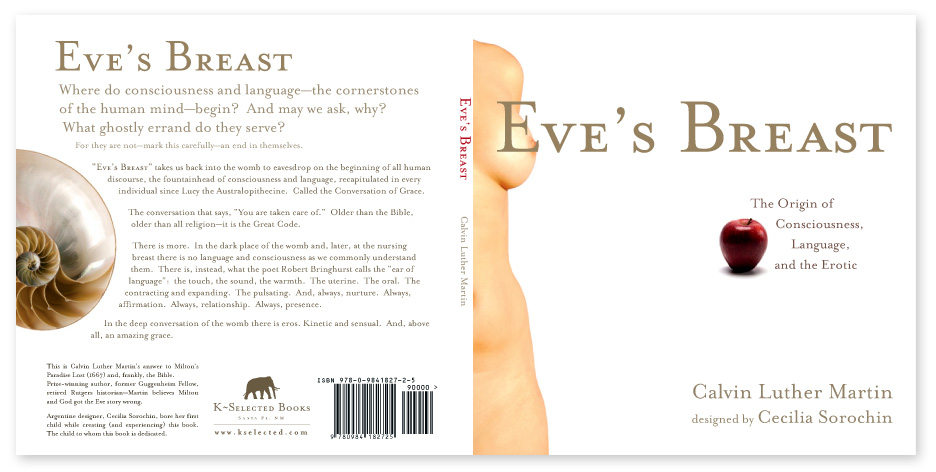 Eve's Breast
Where do consciousness and language—the cornerstones
of the human mind—begin?  And may we ask, why?
What ghostly errand do they serve?
For they are not—mark this carefully—an end in themselves.
"Eve's Breast" takes us back into the womb to eavesdrop on the beginning of all human
discourse, the fountainhead of consciousness and language, recapitulated in every
individual since Lucy the Australopithecine.  Called the Conversation of Grace.
The conversation that says, "You are taken care of."  Older than the Bible,
older than all religion—it is the Great Code.
There is more.  In the dark place of the womb and, later, at the nursing
breast there is no language and consciousness as we commonly understand
them.  There is, instead, what the poet Robert Bringhurst calls the "ear of
language":  the touch, the sound, the warmth.  The uterine.  The oral.  The
contracting and expanding.  The pulsating.  And, always, nurture.  Always,
affirmation.  Always, relationship.  Always, presence.
In the deep conversation of the womb there is eros. Kinetic and sensual.  And, above
all, an amazing grace.
This is Calvin Luther Martin's answer to Milton's
Paradise Lost (1667) and, frankly, the Bible.
Prize-winning author, former Guggenheim Fellow,
retired Rutgers historian—Martin believes Milton
and God got the Eve story wrong.
Argentine designer, Cecilia Sorochin, bore her first
child while creating (and experiencing) this book.
The child to whom this book is dedicated.
K-Selected Books
Santa Fe, NM
www.kselected.com
ISBN 978-0-9841827-2-5
90000 >
9 780984 182725
Eve's Breast
Calvin Luther Martin
Eve's Breast
The Origin of
Consciousness,
Language,
and the Erotic
Calvin Luther Martin
designed by Cecilia Sorochin